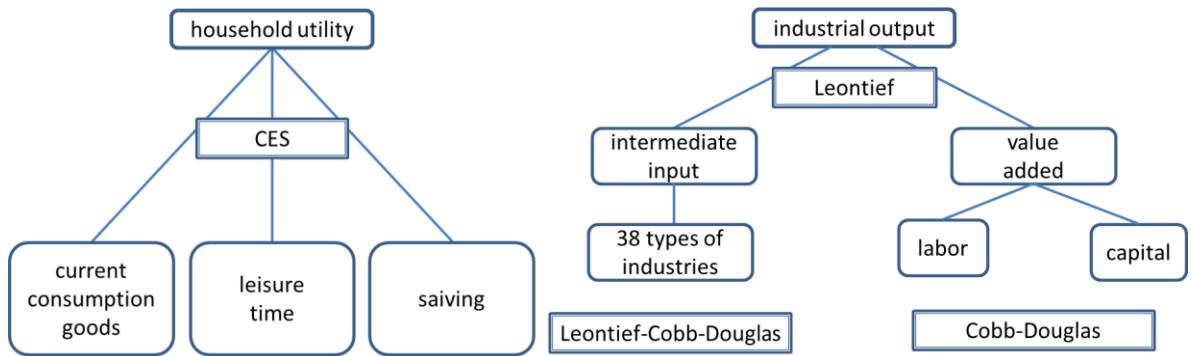 household utility
CES
current
consumption
goods
leisure
time
saiving
industrial output
Leontief
intermediate
input
value
added
38 types of
industries
labor
capital
Leontief-Cobb-Douglas
Cobb-Douglas